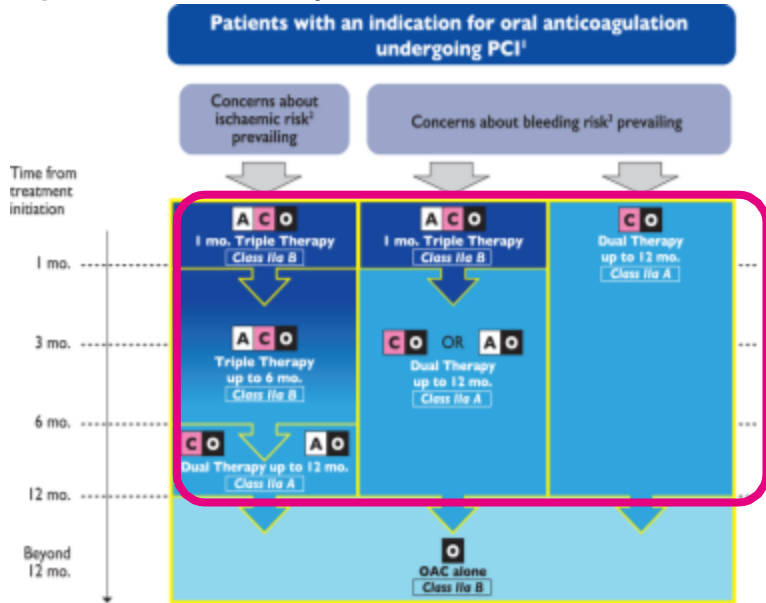 Patients with an indication for oral anticoagulation
undergoing PCI¹
Concerns about
ischaemic risk²
prevailing
Concerns about bleeding risk³ prevailing
Time from
treatment
initiation
A C O
1 mo. Triple Therapy
Class IIa B
A C O
1 mo. Triple Therapy
Class IIa B
C O
Dual Therapy
up to 12 mo.
Class IIa A
1 mo.
3 mo.
A C O
Triple Therapy
up to 6 mo.
Class IIa B
C O OR A O
Dual Therapy
up to 12 mo.
Class IIa A
6 mo.
C O
A O
Dual Therapy up to 12 mo.
Class IIa A
12 mo.
Beyond
12 mo.
O
OAC alone
Class IIa B